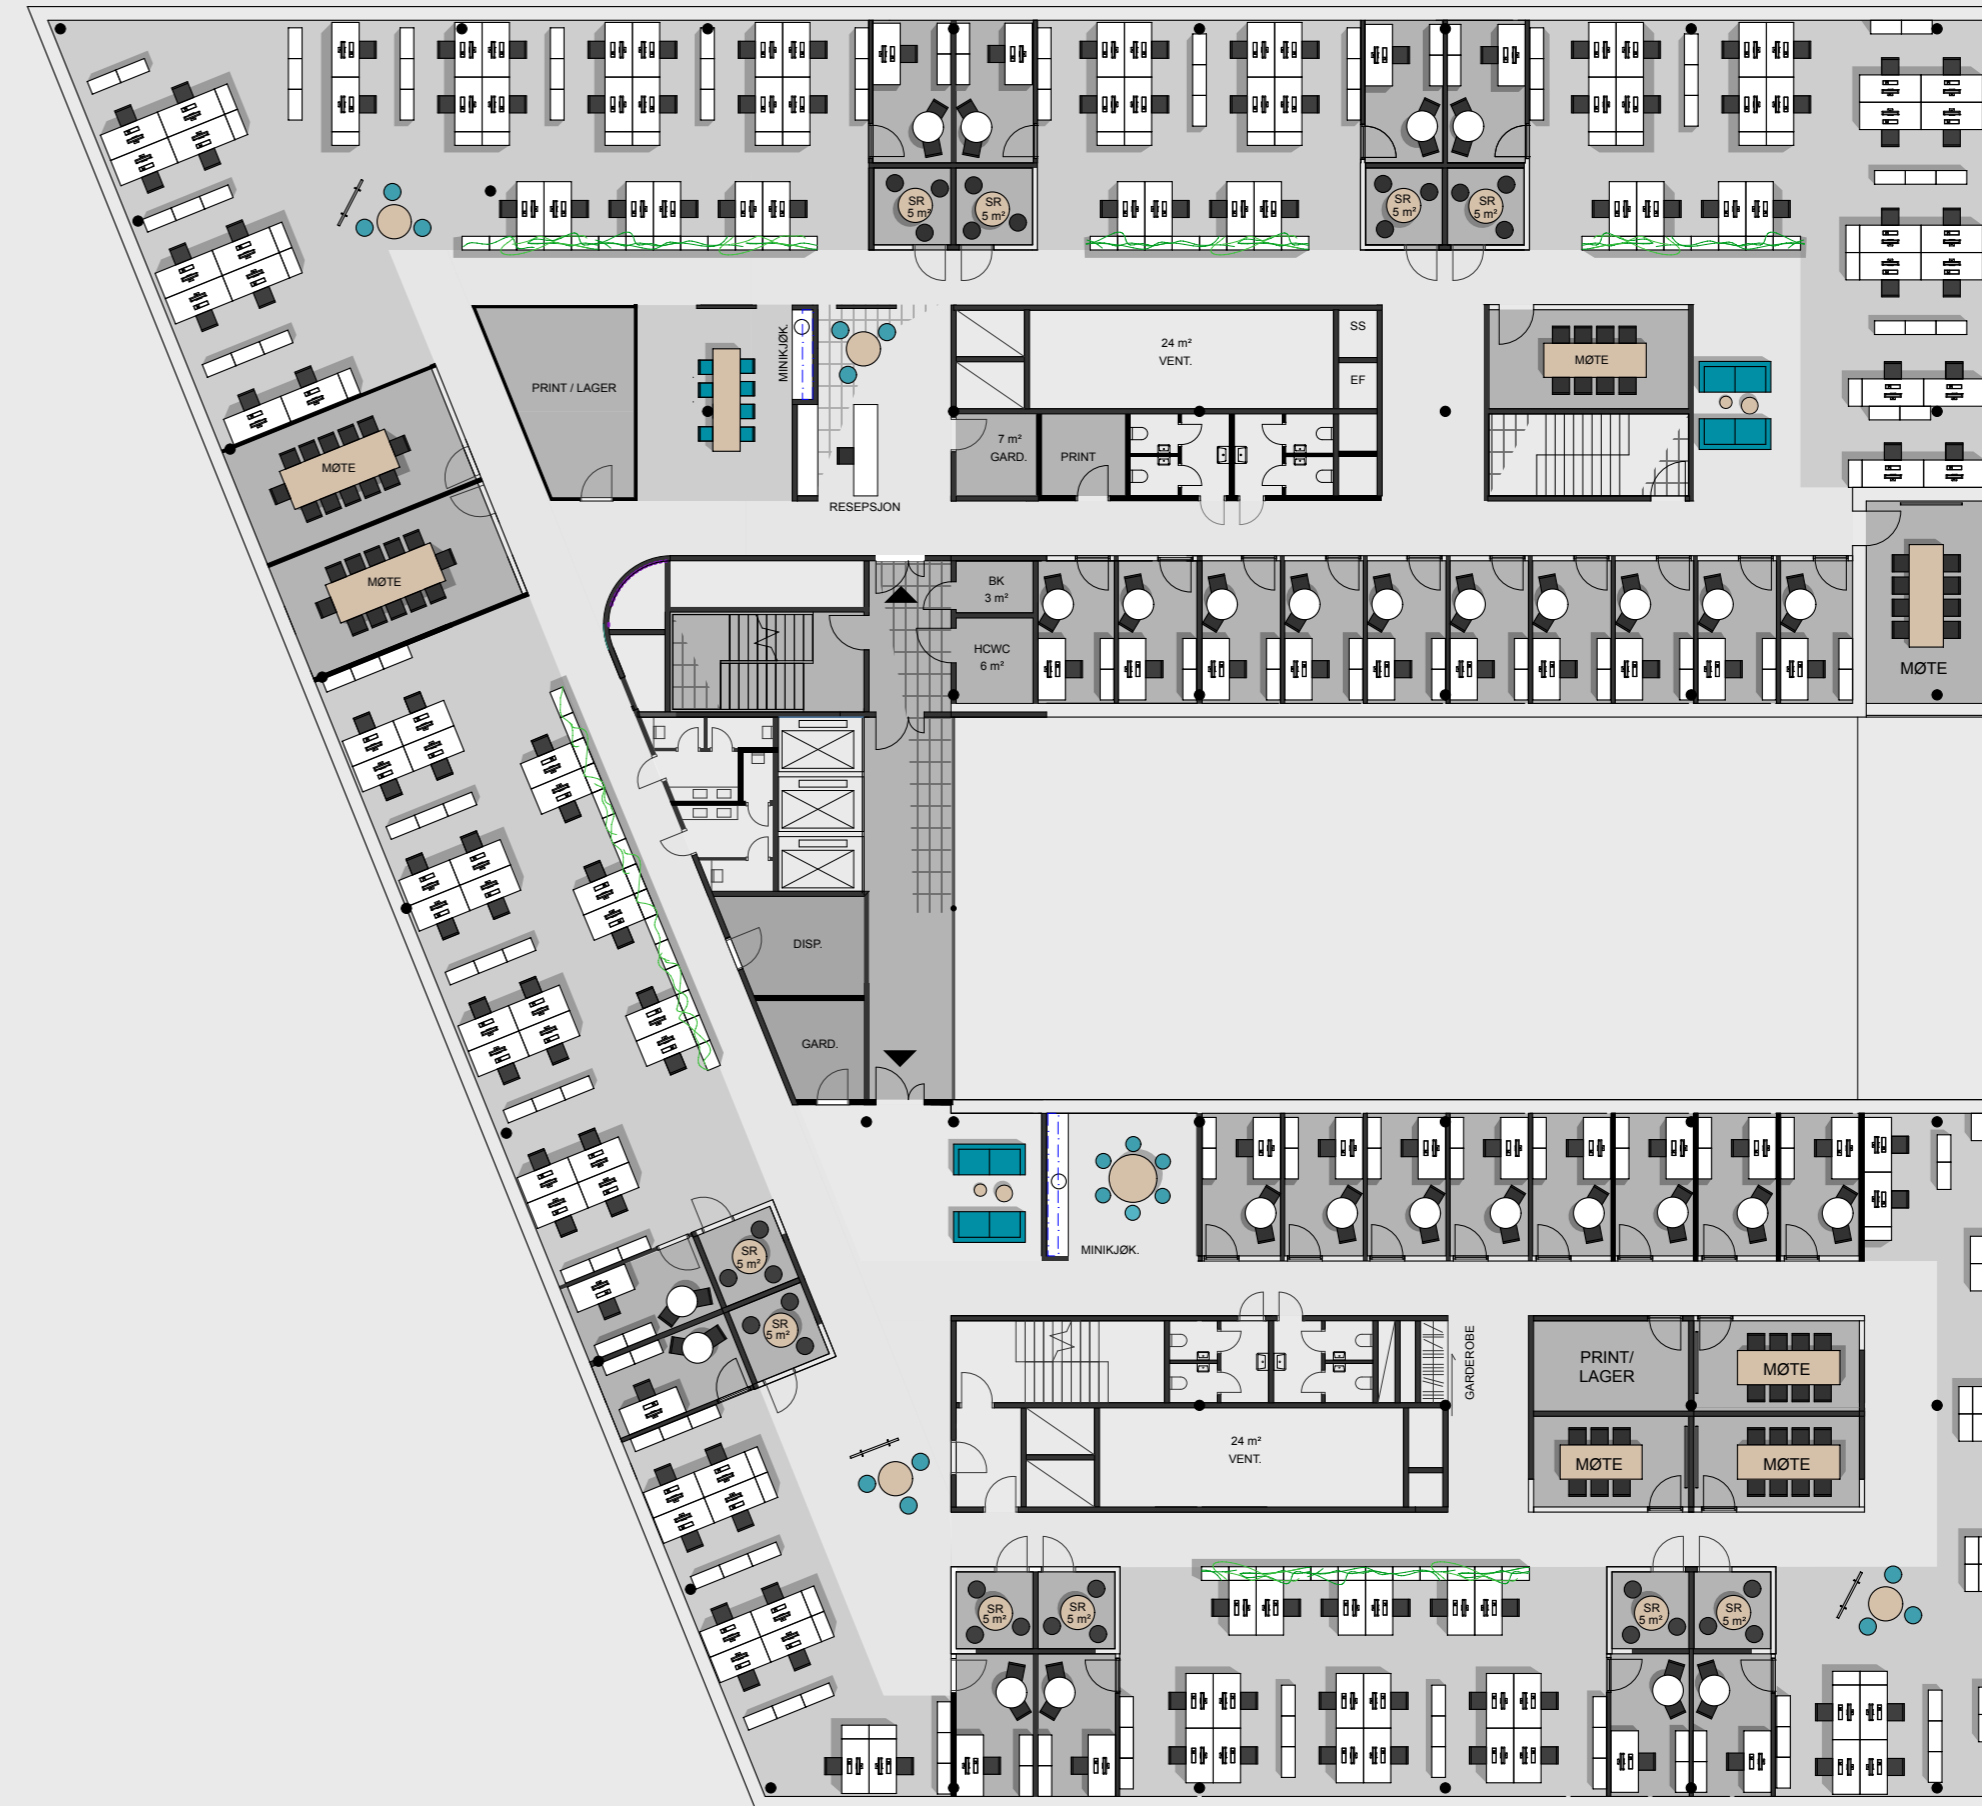 SR
5 m²
SR
5 m²
SR
5 m²
SR
5 m²
MINIKJØK.
24 m²
VENT.
SS
EF
MØTE
PRINT / LAGER
7 m²
GARD.
PRINT
MØTE
RESEPSJON
MØTE
BK
3 m²
HCWC
6 m²
MØTE
DISP.
GARD.
MINIKJØK.
SR
5 m²
SR
5 m²
GARDEROBE
PRINT/
LAGER
MØTE
24 m²
VENT.
MØTE
MØTE
SR
5 m²
SR
5 m²
SR
5 m²
SR
5 m²